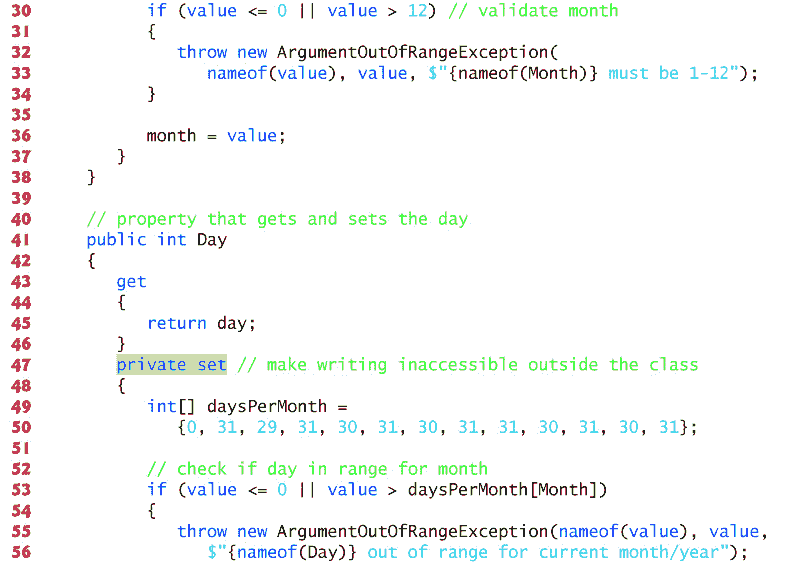 30 if (value <= 0 || value > 12) // validate month
31 {
32 throw new ArgumentOutOfRangeException(
33 nameof(value), value, $"{nameof(Month)} must be 1-12");
34 }
35
36 month = value;
37 }
38 }
39
40 // property that gets and sets the day
41 public int Day
42 {
43 get
44 {
45 return day;
46 }
47 private set // make writing inaccessible outside the class
48 {
49 int[] daysPerMonth =
50 {0, 31, 29, 31, 30, 31, 30, 31, 31, 30, 31, 30, 31};
51
52 // check if day in range for month
53 if (value <= 0 || value > daysPerMonth[Month])
54 {
55 throw new ArgumentOutOfRangeException(nameof(value), value,
56 $"{nameof(Day)} out of range for current month/year");